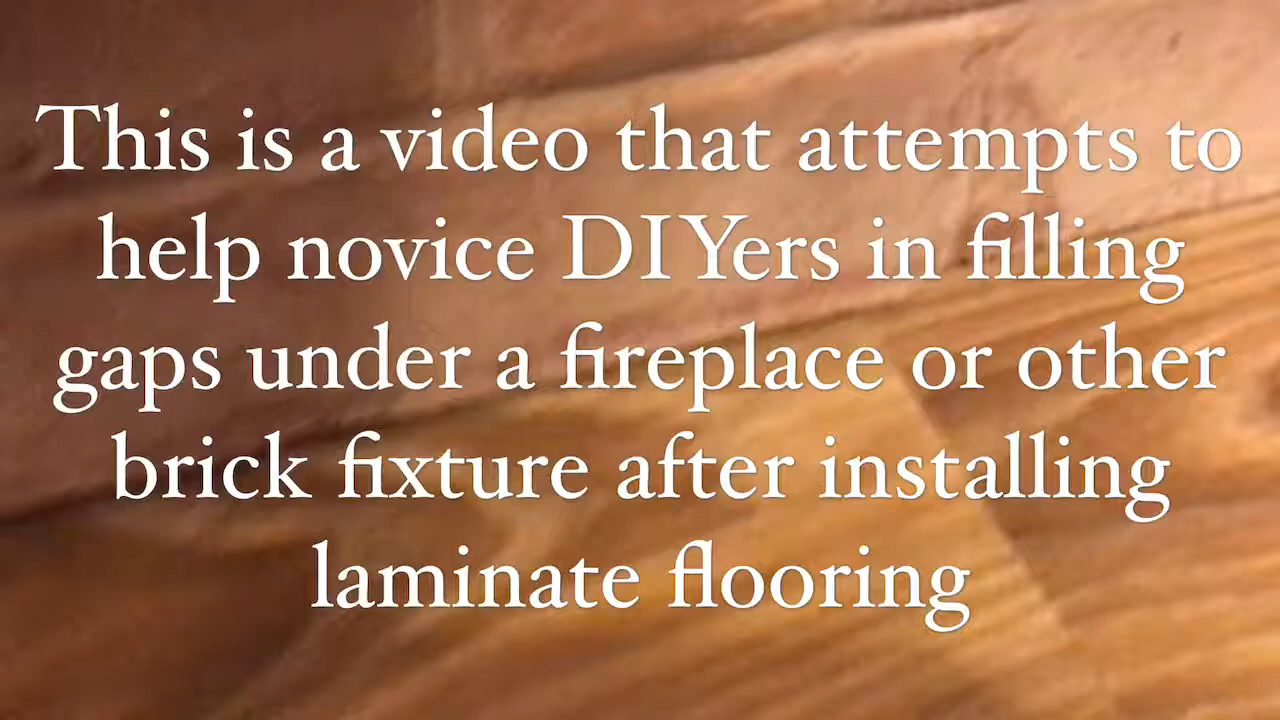 This is a video that attempts to
help novice DIYers in filling
gaps under a fireplace or other
brick fixture after installing
laminate flooring